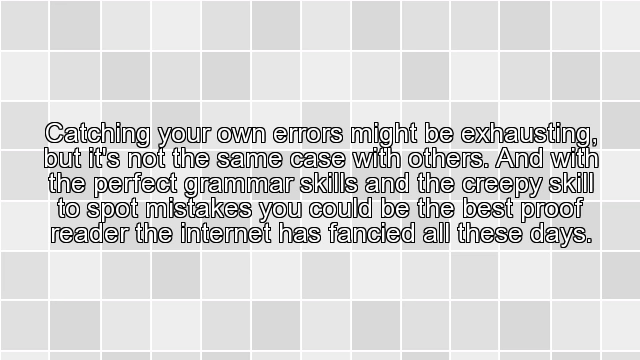 Catching your own errors might be exhausting,
but it's not the same case with others. And with
the perfect grammar skills and the creepy skill
to spot mistakes you could be the best proof
reader the internet has fancied all these days.